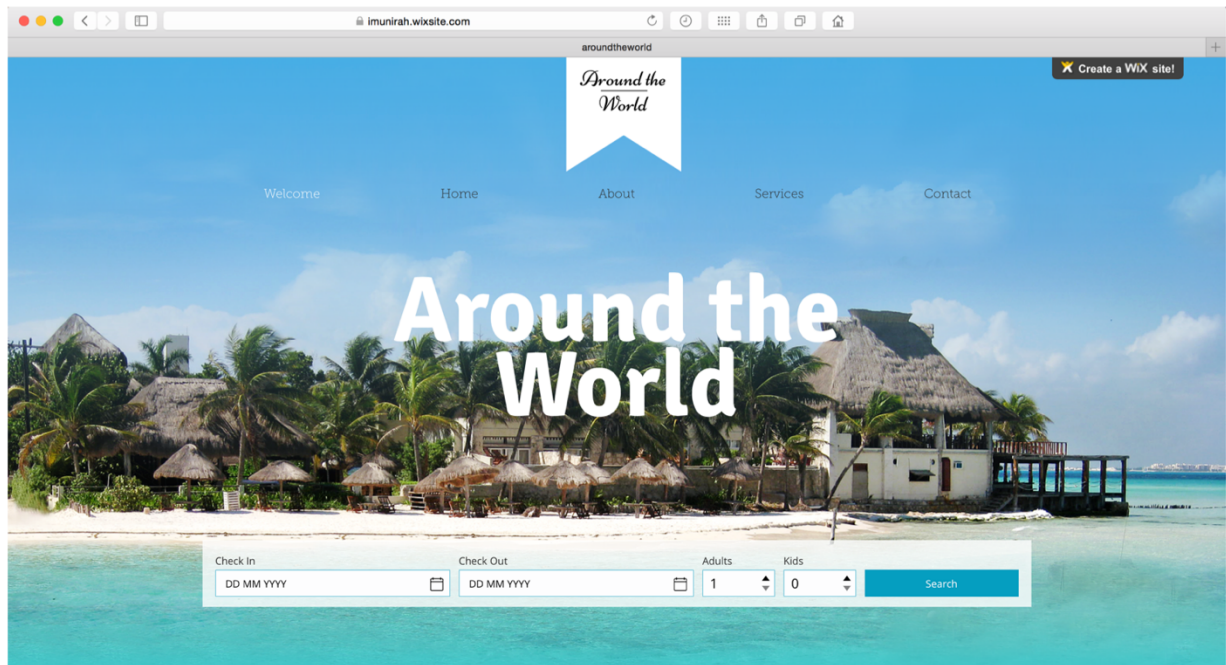 imunirah.wixsite.com
aroundtheworld
Create a WiX site!
Around the
World
Welcome Home About Services Contact
Around the
World
Check In Check Out Adults Kids
DD MM YYYY DD MM YYYY 1 0 Search